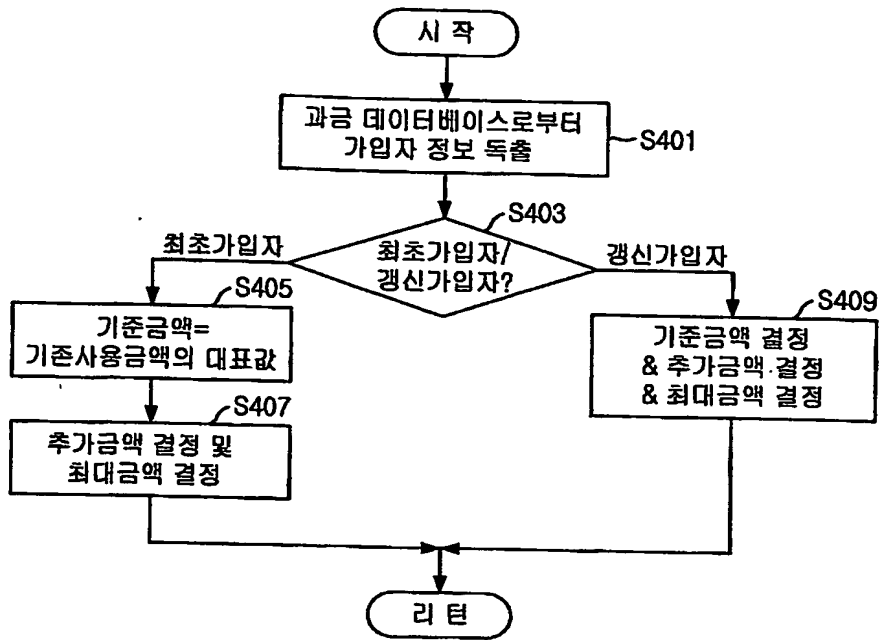 시 작
과금 데이터베이스로부터
가입자 정보 독출
S401
S403
최초가입자/
갱신가입자?
최초가입자
갱신가입자
S405
기준금액=
기존사용금액의 대표값
S407
추가금액 결정 및
최대금액 결정
S409
기준금액 결정
& 추가금액 결정
& 최대금액 결정
리 턴